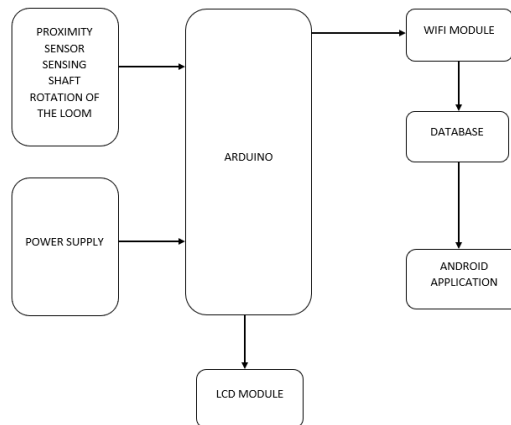 PROXIMITY
SENSOR
SENSING
SHAFT
ROTATION OF
THE LOOM
POWER SUPPLY
ARDUINO
LCD MODULE
WIFI MODULE
DATABASE
ANDROID
APPLICATION